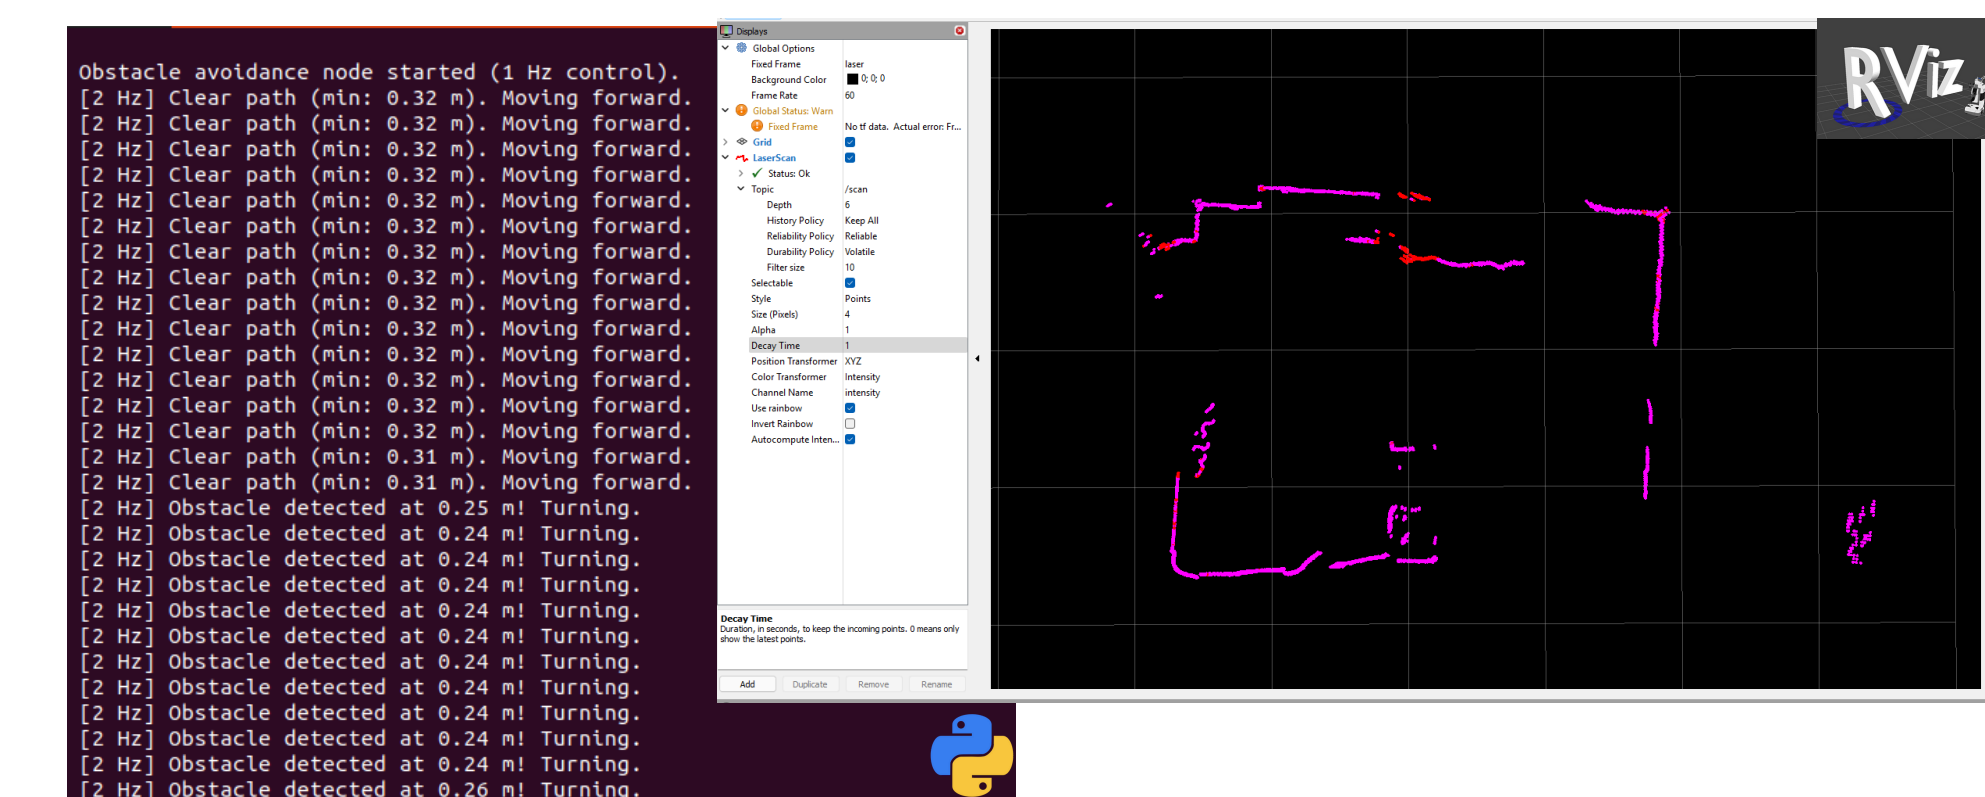 Obstacle avoidance node started (1 Hz control).
[2 Hz] Clear path (min: 0.32 m). Moving forward.
[2 Hz] Clear path (min: 0.32 m). Moving forward.
[2 Hz] Clear path (min: 0.32 m). Moving forward.
[2 Hz] Clear path (min: 0.32 m). Moving forward.
[2 Hz] Clear path (min: 0.32 m). Moving forward.
[2 Hz] Clear path (min: 0.32 m). Moving forward.
[2 Hz] Clear path (min: 0.32 m). Moving forward.
[2 Hz] Clear path (min: 0.32 m). Moving forward.
[2 Hz] Clear path (min: 0.32 m). Moving forward.
[2 Hz] Clear path (min: 0.32 m). Moving forward.
[2 Hz] Clear path (min: 0.32 m). Moving forward.
[2 Hz] Clear path (min: 0.32 m). Moving forward.
[2 Hz] Clear path (min: 0.32 m). Moving forward.
[2 Hz] Clear path (min: 0.32 m). Moving forward.
[2 Hz] Clear path (min: 0.31 m). Moving forward.
[2 Hz] Clear path (min: 0.31 m). Moving forward.
[2 Hz] Obstacle detected at 0.25 m! Turning.
[2 Hz] Obstacle detected at 0.24 m! Turning.
[2 Hz] Obstacle detected at 0.24 m! Turning.
[2 Hz] Obstacle detected at 0.24 m! Turning.
[2 Hz] Obstacle detected at 0.24 m! Turning.
[2 Hz] Obstacle detected at 0.24 m! Turning.
[2 Hz] Obstacle detected at 0.24 m! Turning.
[2 Hz] Obstacle detected at 0.24 m! Turning.
[2 Hz] Obstacle detected at 0.24 m! Turning.
[2 Hz] Obstacle detected at 0.24 m! Turning.
[2 Hz] Obstacle detected at 0.24 m! Turning.
[2 Hz] Obstacle detected at 0.26 m! Turning.
Displays
Global Options
Fixed Frame laser
Background Color 0; 0; 0
Frame Rate 60
Global Status: Warn
Fixed Frame No tf data. Actual error: Fr...
Grid
LaserScan
Status: Ok
Topic /scan
Depth 6
History Policy Keep All
Reliability Policy Reliable
Durability Policy Volatile
Filter size 10
Selectable
Style Points
Size (Pixels) 4
Alpha 1
Decay Time 1
Position Transformer XYZ
Color Transformer Intensity
Channel Name intensity
Use rainbow
Invert Rainbow
Autocompute Inten...
Decay Time
Duration, in seconds, to keep the incoming points. 0 means only
show the latest points.
Add Duplicate Remove Rename
RViz